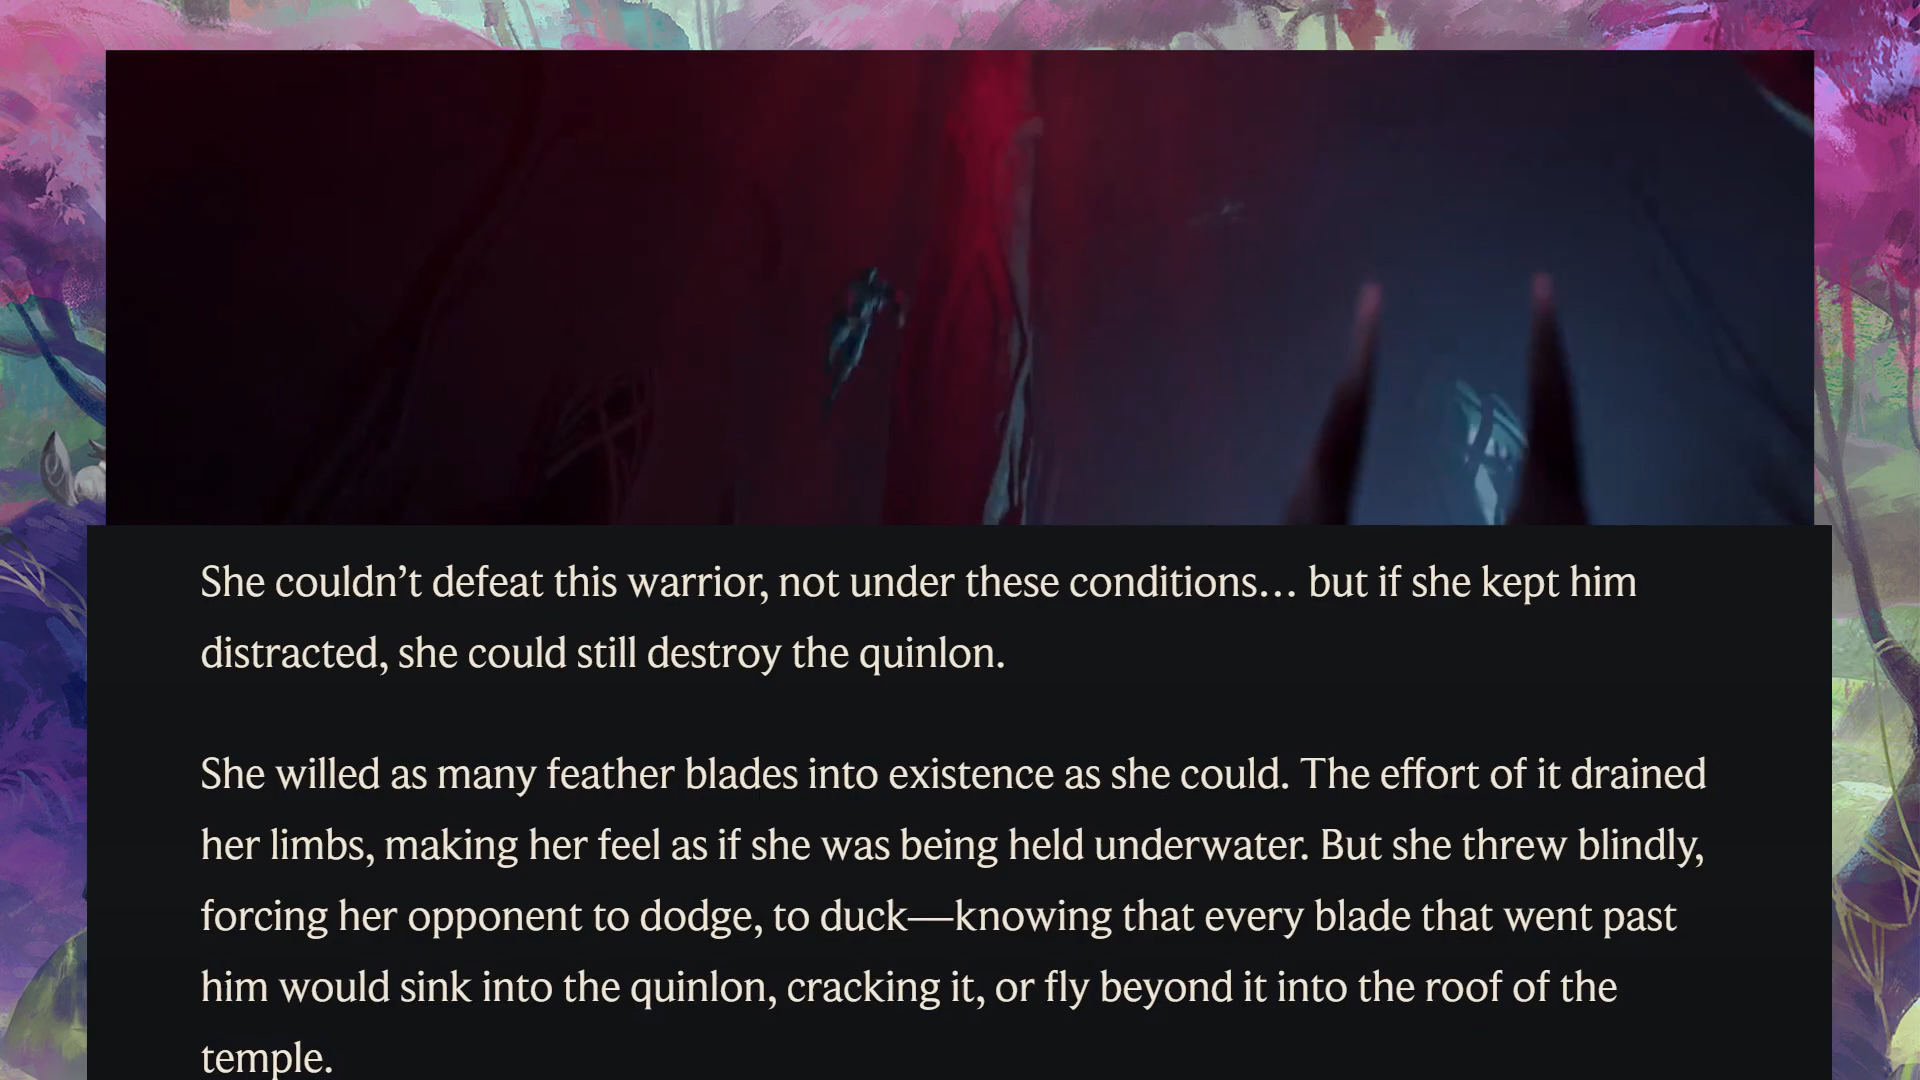 She couldn’t defeat this warrior, not under these conditions… but if she kept him
distracted, she could still destroy the quinlon.
She willed as many feather blades into existence as she could. The effort of it drained
her limbs, making her feel as if she was being held underwater. But she threw blindly,
forcing her opponent to dodge, to duck—knowing that every blade that went past
him would sink into the quinlon, cracking it, or fly beyond it into the roof of the
temple.